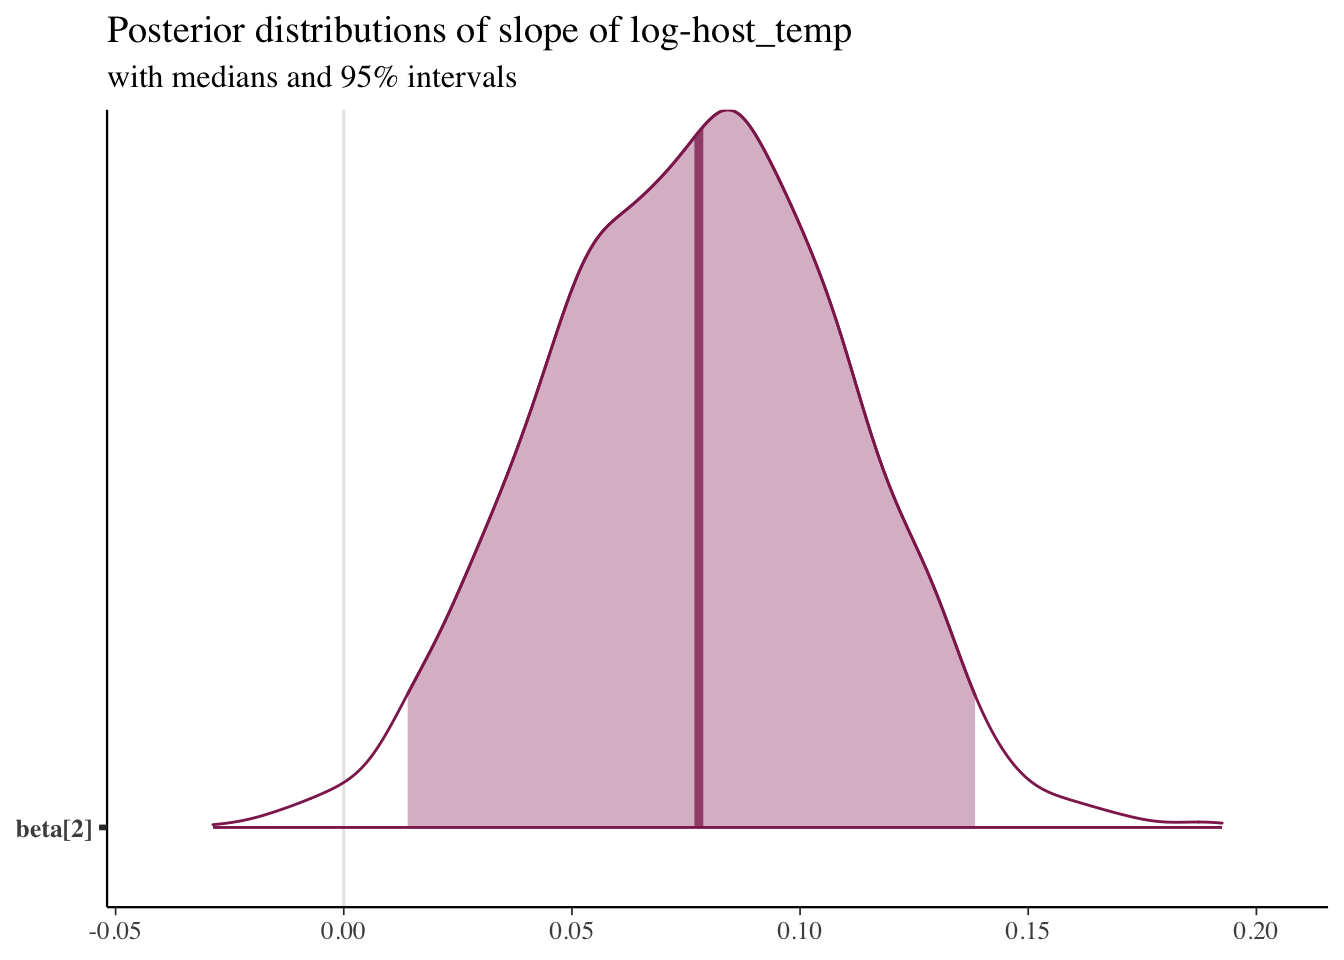 Posterior distributions of slope of log-host_temp
with medians and 95% intervals
beta[2]
-0.05 0.00 0.05 0.10 0.15 0.20